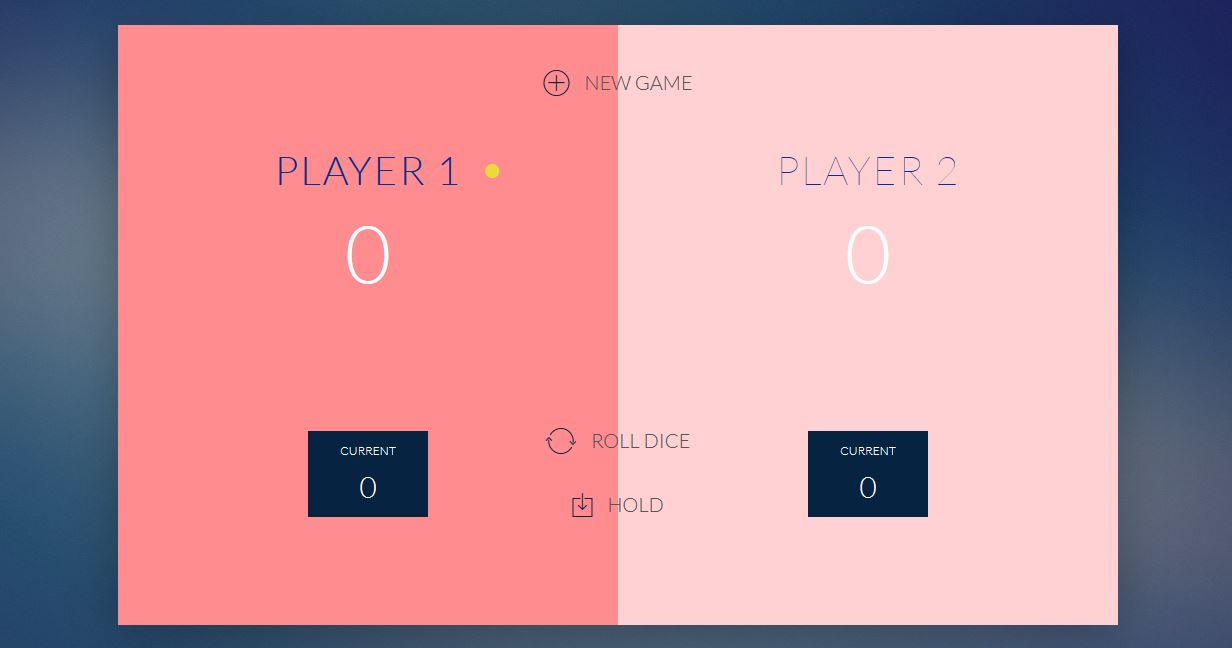 NEW GAME
PLAYER 1
PLAYER 2
0
0
ROLL DICE
CURRENT
0
CURRENT
0
HOLD